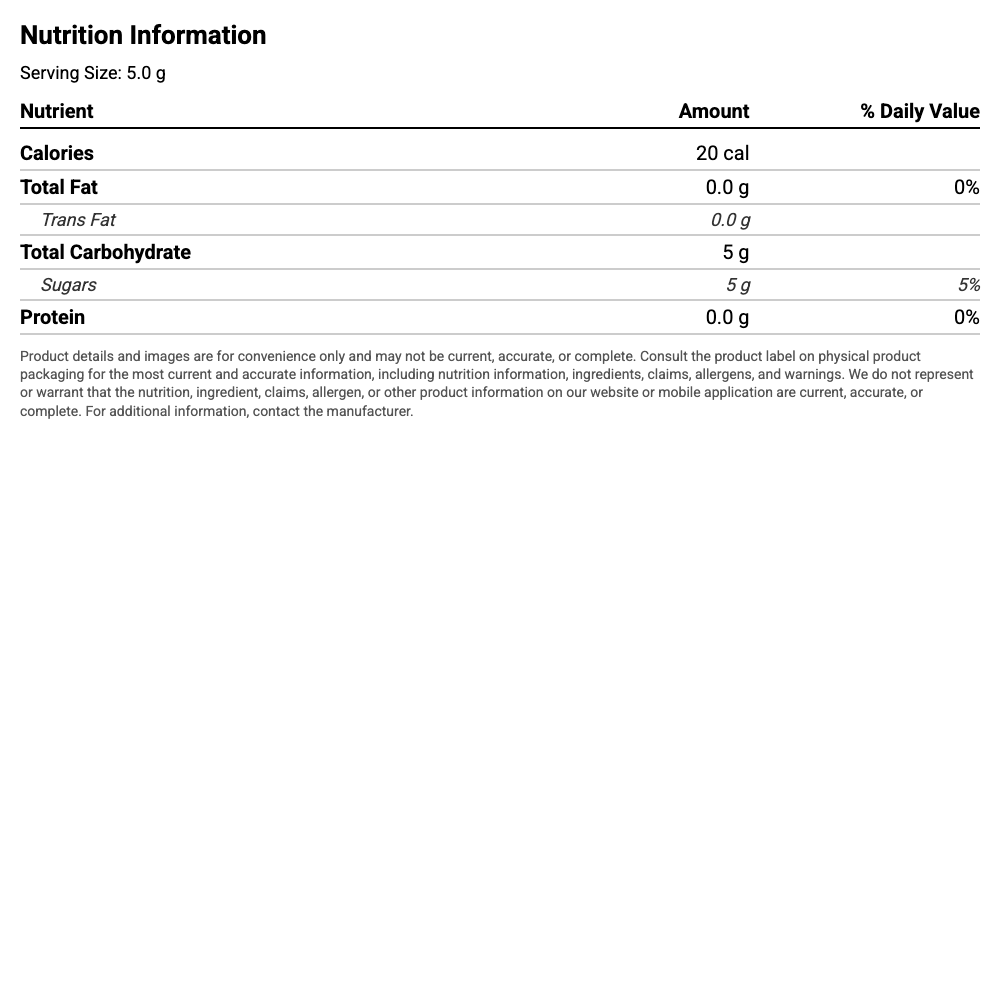 Nutrition Information
Serving Size: 5.0 g
Nutrient Amount % Daily Value
Calories 20 cal
Total Fat 0.0 g 0%
Trans Fat 0.0 g
Total Carbohydrate 5 g
Sugars 5 g 5%
Protein 0.0 g 0%
Product details and images are for convenience only and may not be current, accurate, or complete. Consult the product label on physical product
packaging for the most current and accurate information, including nutrition information, ingredients, claims, allergens, and warnings. We do not represent
or warrant that the nutrition, ingredient, claims, allergen, or other product information on our website or mobile application are current, accurate, or
complete. For additional information, contact the manufacturer.